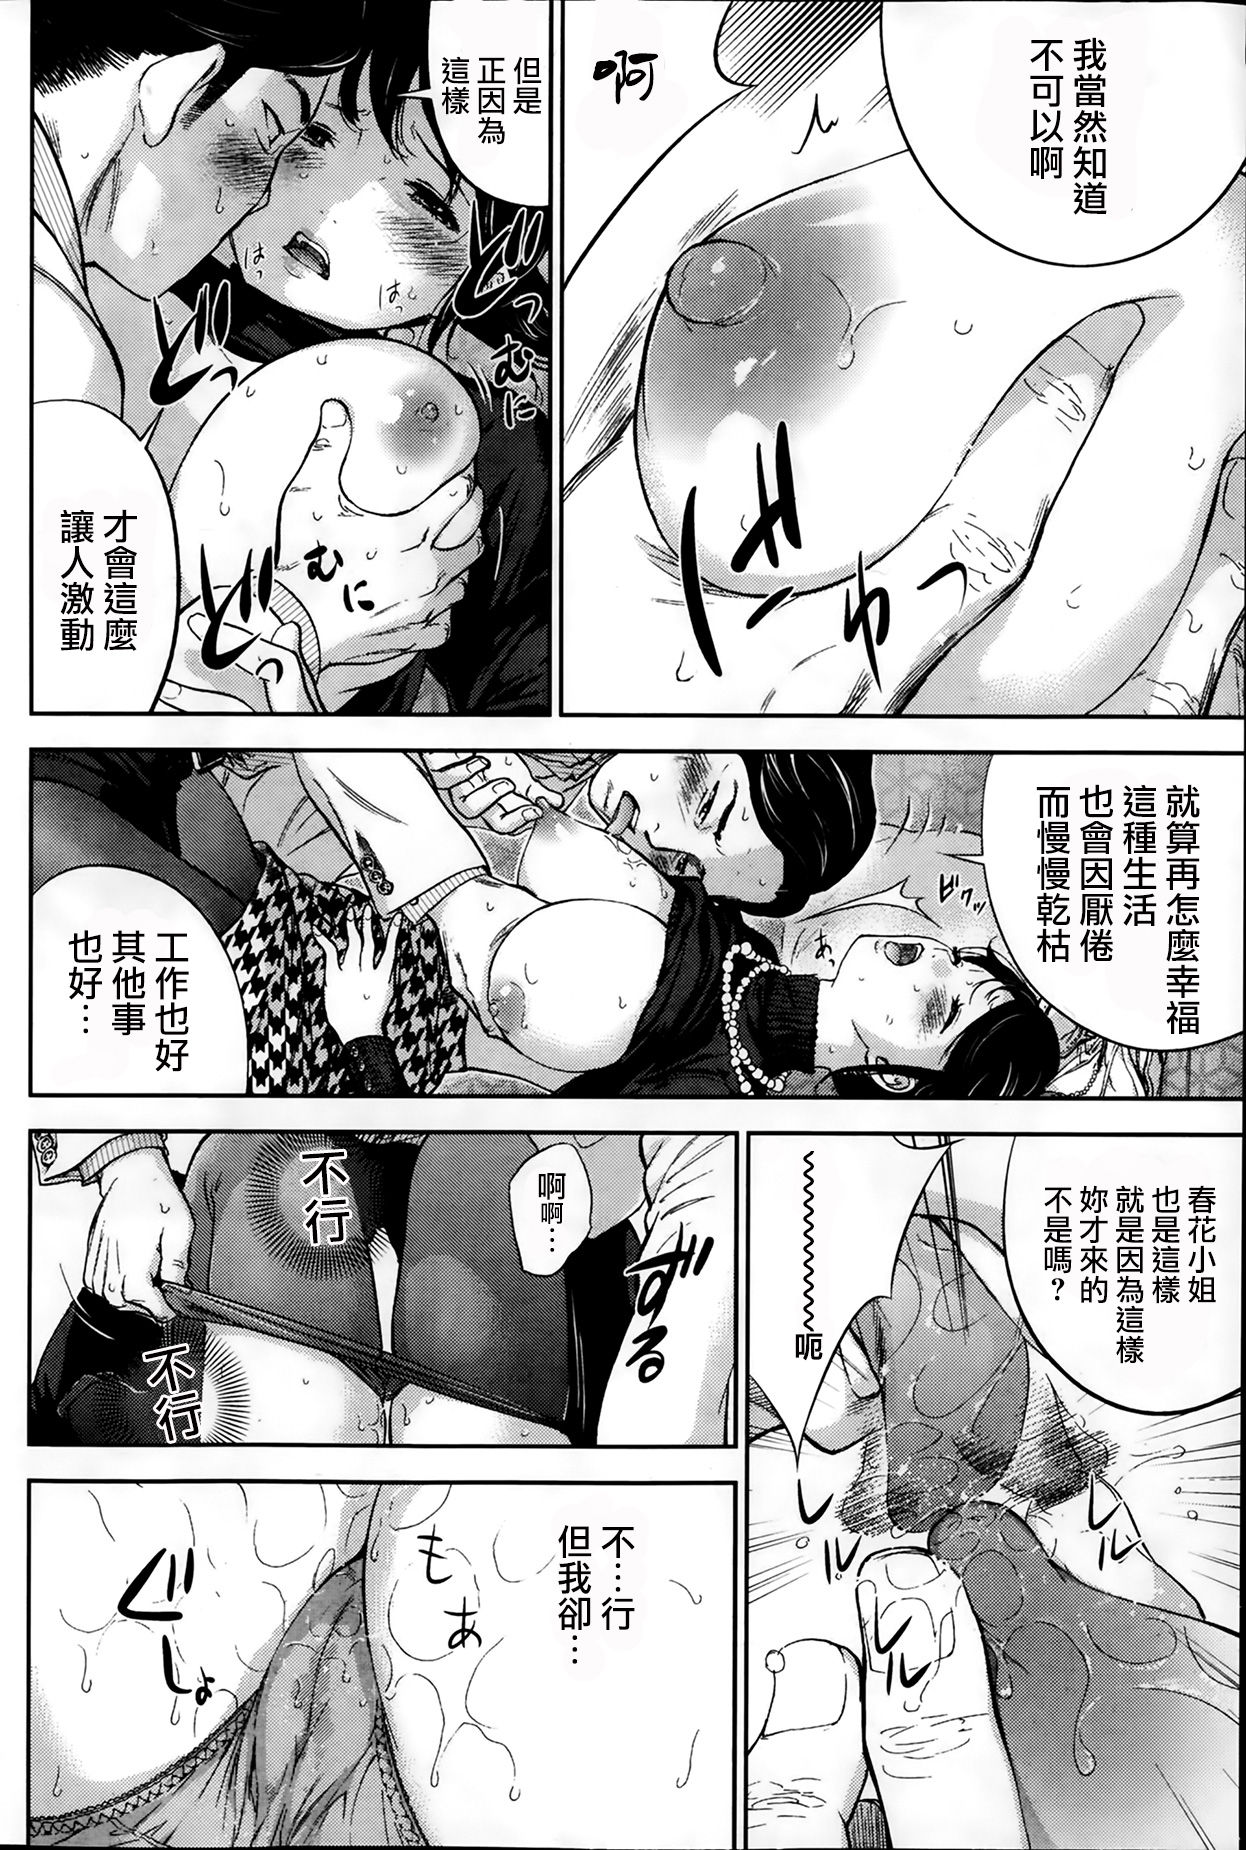 我當然知道
不可以啊
啊
ギ
ゅっ
但是
正因為
這樣
はっ
はっ
どっ
どっ
どっ
むに
むに
才會這麼
讓人激動
就算再怎麼幸福
這種生活
也會因厭倦
而慢慢乾枯
ビクッ
あっ
工作也好
其他事
也好…
春花小姐
也是這樣
就是因為這樣
妳才來的
不是嗎?
呃
レル
レル
啊啊…
不行
不行
ずる
不…行
但我卻…
もあ
ぐしょ